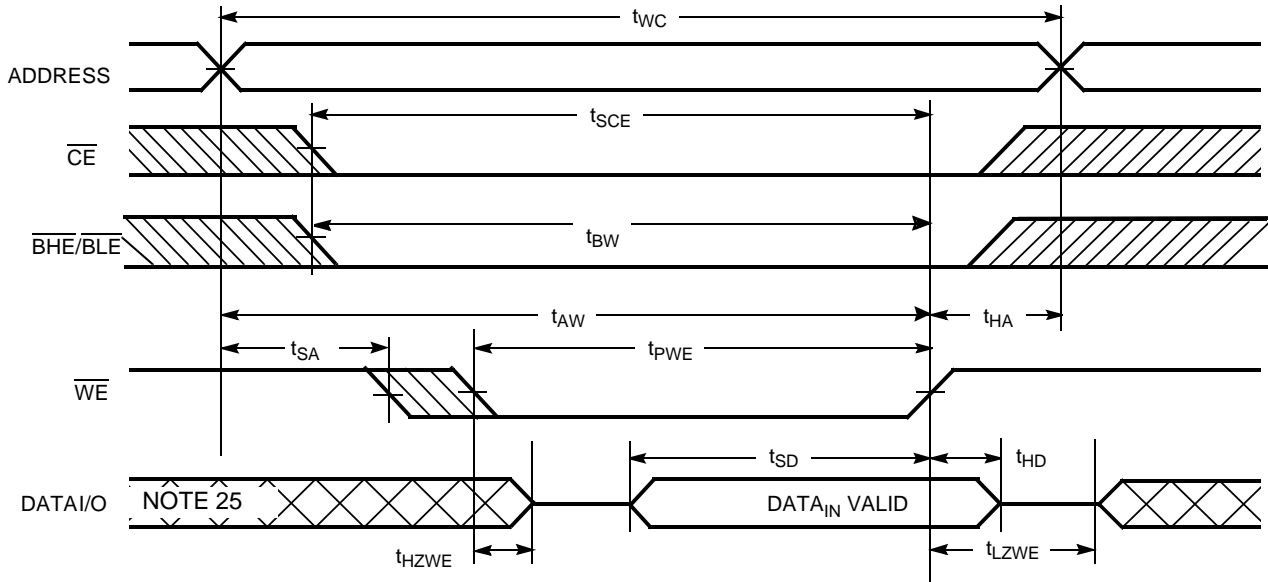 tWC
ADDRESS
tSCE
CE
tBW
BHE/BLE
tAW
tHA
tSA
tPWE
WE
tSD
tHD
DATAI/O
NOTE 25
DATAIN VALID
tHZWE
tLZWE